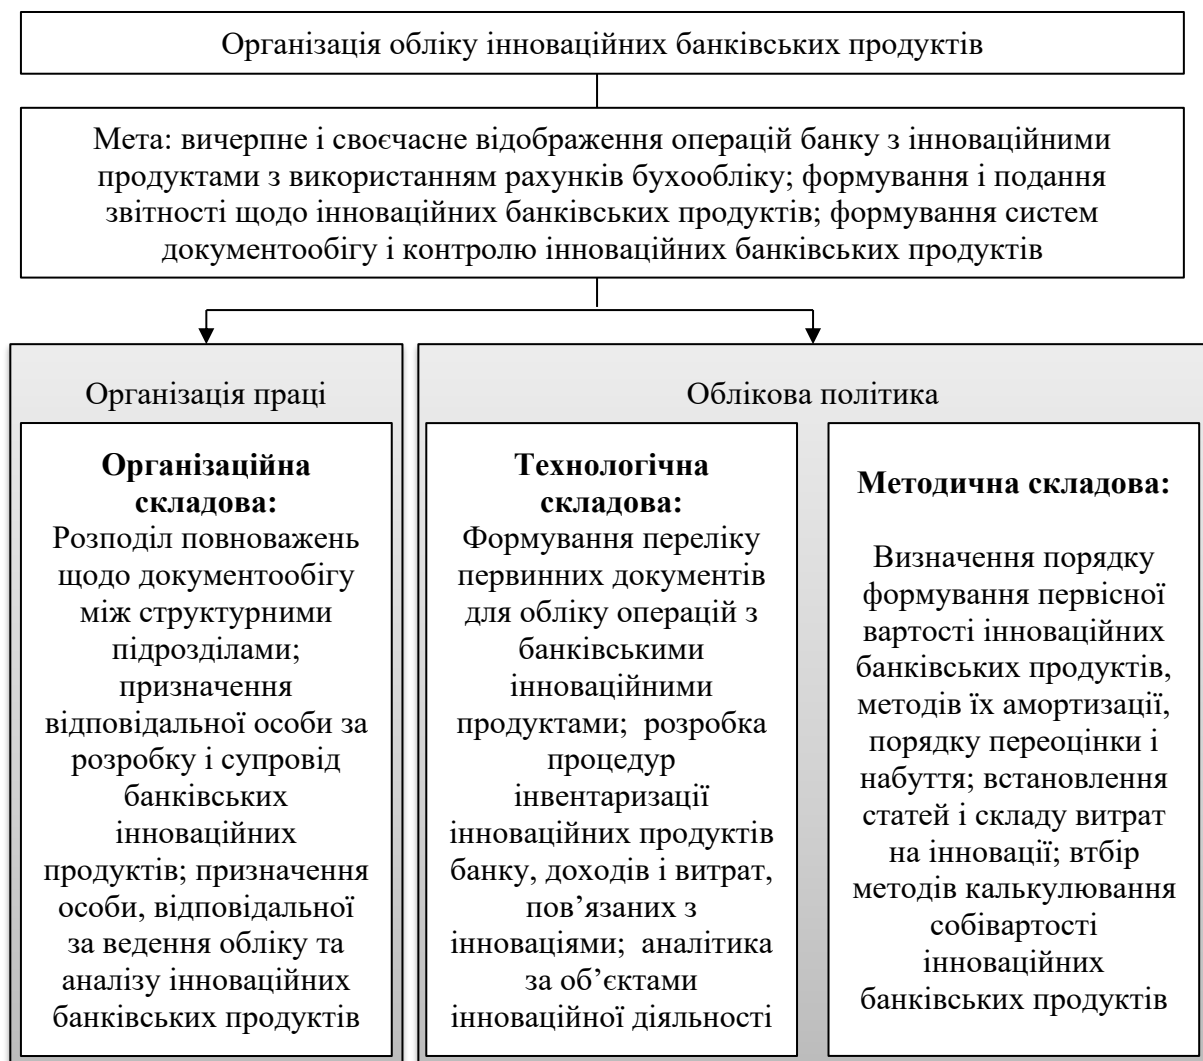 Організація обліку інноваційних банківських продуктів
Мета: вичерпне і своєчасне відображення операцій банку з інноваційними
продуктами з використанням рахунків бухообліку; формування і подання
звітності щодо інноваційних банківських продуктів; формування систем
документообігу і контролю інноваційних банківських продуктів
Організація праці
Організаційна
складова:
Розподіл повноважень
щодо документообігу
між структурними
підрозділами;
призначення
відповідальної особи за
розробку і супровід
банківських
інноваційних
продуктів; призначення
особи, відповідальної
за ведення обліку та
аналізу інноваційних
банківських продуктів
Облікова політика
Технологічна
складова:
Формування переліку
первинних документів
для обліку операцій з
банківськими
інноваційними
продуктами;  розробка
процедур
інвентаризації
інноваційних продуктів
банку, доходів і витрат,
пов’язаних з
інноваціями;  аналітика
за об’єктами
інноваційної діяльності
Методична складова:
Визначення порядку
формування первісної
вартості інноваційних
банківських продуктів,
методів їх амортизації,
порядку переоцінки і
набуття; встановлення
статей і складу витрат
на інновації; втбір
методів калькулювання
собівартості
інноваційних
банківських продуктів